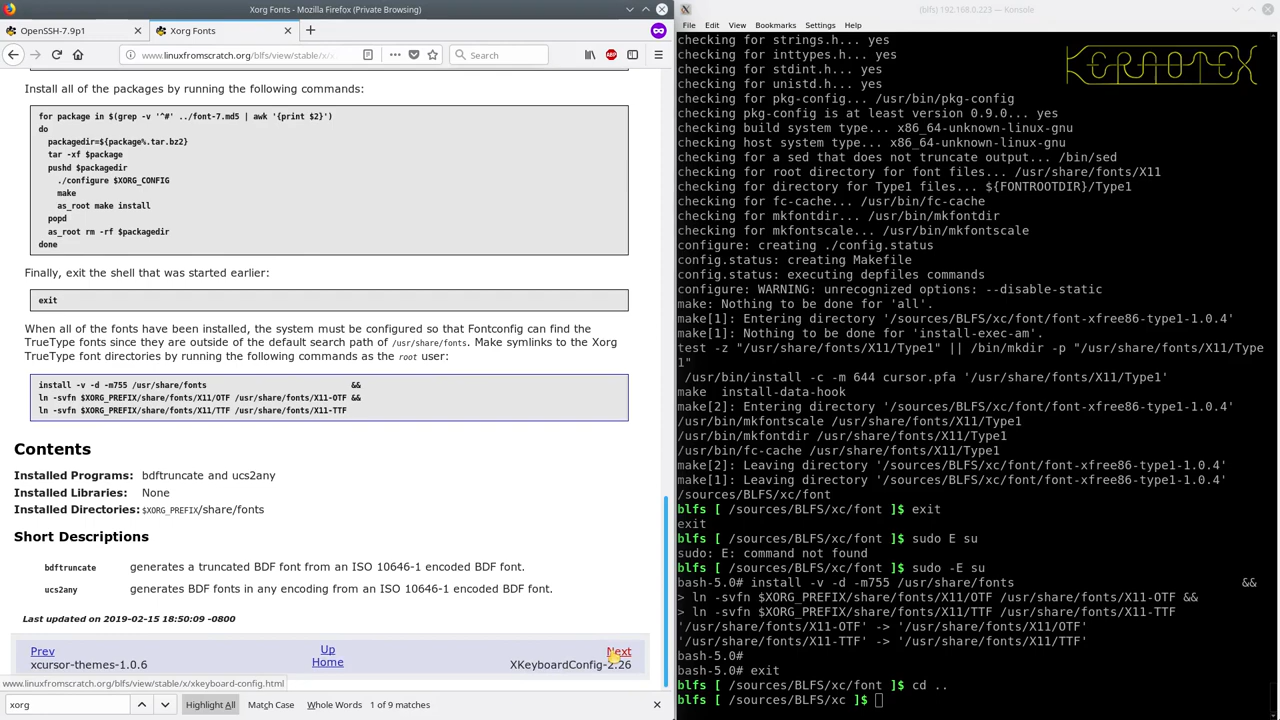 Xorg Fonts - Mozilla Firefox (Private Browsing)
OpenSSH-7.9p1
Xorg Fonts
www.linuxfromscratch.org/blfs/view/stable/x/x
Search
Install all of the packages by running the following commands:
for package in $(grep -v '^#' ../font-7.md5 | awk '{print $2}')
do
packagedir=${package%.tar.bz2}
tar -xf $package
pushd $packagedir
./configure $XORG_CONFIG
make
as_root make install
popd
as_root rm -rf $packagedir
done
Finally, exit the shell that was started earlier:
exit
When all of the fonts have been installed, the system must be configured so that Fontconfig can find the
TrueType fonts since they are outside of the default search path of /usr/share/fonts. Make symlinks to the Xorg
TrueType font directories by running the following commands as the root user:
install -v -d -m755 /usr/share/fonts &&
ln -svfn $XORG_PREFIX/share/fonts/X11/OTF /usr/share/fonts/X11-OTF &&
ln -svfn $XORG_PREFIX/share/fonts/X11/TTF /usr/share/fonts/X11-TTF
Contents
Installed Programs: bdftruncate and ucs2any
Installed Libraries: None
Installed Directories: $XORG_PREFIX/share/fonts
Short Descriptions
bdftruncate generates a truncated BDF font from an ISO 10646-1 encoded BDF font.
ucs2any generates BDF fonts in any encoding from an ISO 10646-1 encoded BDF font.
Last updated on 2019-02-15 18:50:09 -0800
Prev Up Next
xcursor-themes-1.0.6 Home XKeyboardConfig-2.26
www.linuxfromscratch.org/blfs/view/stable/x/xkeyboard-config.html
xorg Highlight All Match Case Whole Words 1 of 9 matches
(blfs) 192.168.0.223 — Konsole
File Edit View Bookmarks Settings Help
KERAOTEX
checking for strings.h... yes
checking for inttypes.h... yes
checking for stdint.h... yes
checking for unistd.h... yes
checking for pkg-config... /usr/bin/pkg-config
checking pkg-config is at least version 0.9.0... yes
checking build system type... x86_64-unknown-linux-gnu
checking host system type... x86_64-unknown-linux-gnu
checking for a sed that does not truncate output... /bin/sed
checking for root directory for font files... /usr/share/fonts/X11
checking for directory for Type1 files... ${FONTROOTDIR}/Type1
checking for fc-cache... /usr/bin/fc-cache
checking for mkfontdir... /usr/bin/mkfontdir
checking for mkfontscale... /usr/bin/mkfontscale
configure: creating ./config.status
config.status: creating Makefile
config.status: executing depfiles commands
configure: WARNING: unrecognized options: --disable-static
make: Nothing to be done for 'all'.
make[1]: Entering directory '/sources/BLFS/xc/font/font-xfree86-type1-1.0.4'
make[1]: Nothing to be done for 'install-exec-am'.
test -z "/usr/share/fonts/X11/Type1" || /bin/mkdir -p "/usr/share/fonts/X11/Type
1"
/usr/bin/install -c -m 644 cursor.pfa '/usr/share/fonts/X11/Type1'
make  install-data-hook
make[2]: Entering directory '/sources/BLFS/xc/font/font-xfree86-type1-1.0.4'
/usr/bin/mkfontscale /usr/share/fonts/X11/Type1
/usr/bin/mkfontdir /usr/share/fonts/X11/Type1
/usr/bin/fc-cache /usr/share/fonts/X11/Type1
make[2]: Leaving directory '/sources/BLFS/xc/font/font-xfree86-type1-1.0.4'
make[1]: Leaving directory '/sources/BLFS/xc/font/font-xfree86-type1-1.0.4'
/sources/BLFS/xc/font
blfs [ /sources/BLFS/xc/font ]$ exit
exit
blfs [ /sources/BLFS/xc/font ]$ sudo E su
sudo: E: command not found
blfs [ /sources/BLFS/xc/font ]$ sudo -E su
bash-5.0# install -v -d -m755 /usr/share/fonts &&
> ln -svfn $XORG_PREFIX/share/fonts/X11/OTF /usr/share/fonts/X11-OTF &&
> ln -svfn $XORG_PREFIX/share/fonts/X11/TTF /usr/share/fonts/X11-TTF
'/usr/share/fonts/X11-OTF' -> '/usr/share/fonts/X11/OTF'
'/usr/share/fonts/X11-TTF' -> '/usr/share/fonts/X11/TTF'
bash-5.0#
bash-5.0# exit
blfs [ /sources/BLFS/xc/font ]$ cd ..
blfs [ /sources/BLFS/xc ]$